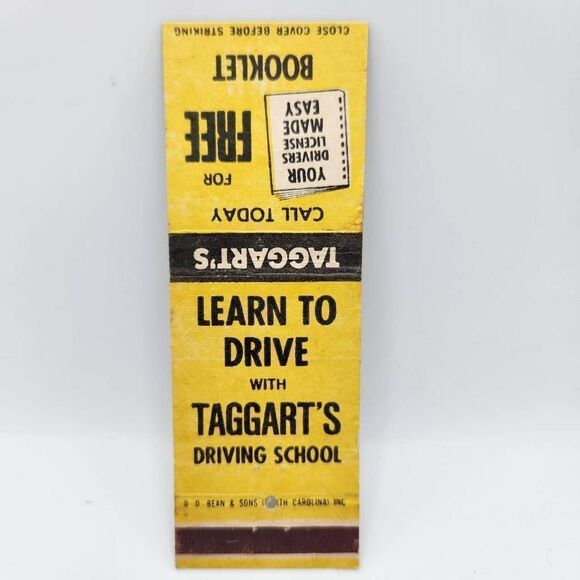 CLOSE COVER BEFORE STRIKING
BOOKLET
YOUR
DRIVERS
LICENSE
MADE
EASY
FREE
FOR
CALL TODAY
TAGGART'S
LEARN TO
DRIVE
WITH
TAGGART'S
DRIVING SCHOOL
D. D. BEAN & SONS (NORTH CAROLINA) INC